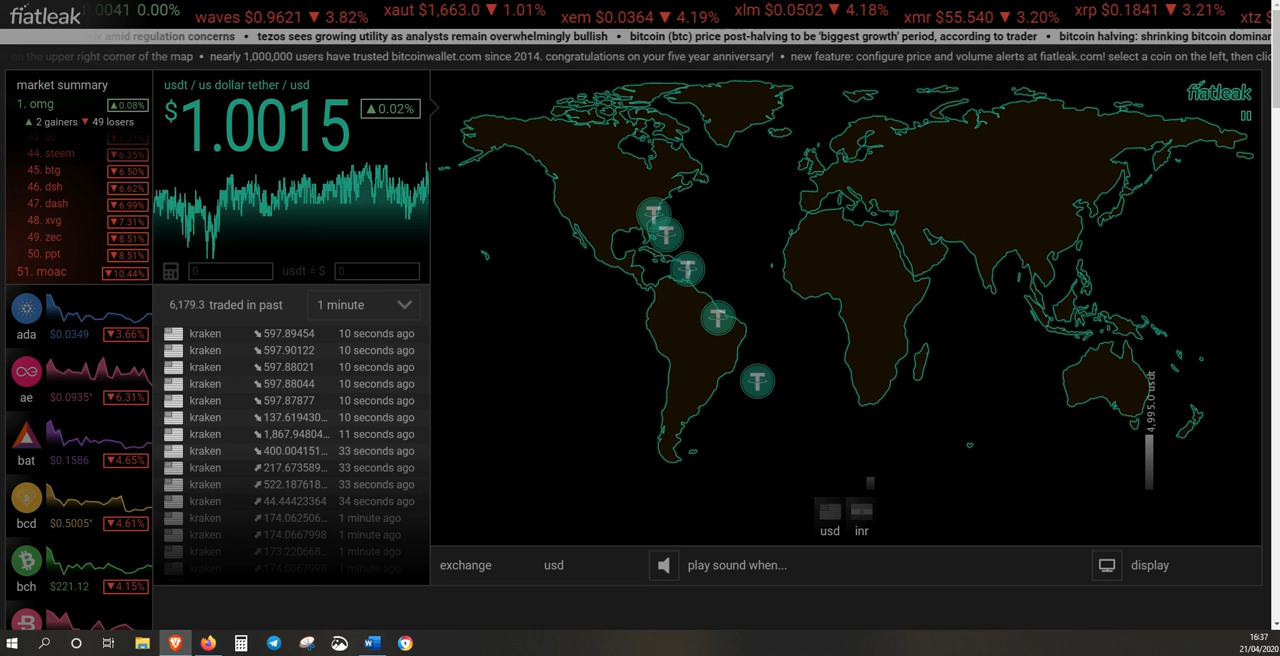 fiatleak
.0041 0.00%
waves $0.9621 ▼ 3.82%
xaut $1,663.0 ▼ 1.01%
xem $0.0364 ▼ 4.19%
xlm $0.0502 ▼ 4.18%
xmr $55.540 ▼ 3.20%
xrp $0.1841 ▼ 3.21%
xtz $
amid regulation concerns • tezos sees growing utility as analysts remain overwhelmingly bullish • bitcoin (btc) price post-halving to be 'biggest growth' period, according to trader • bitcoin halving: shrinking bitcoin dominan
on the upper right corner of the map • nearly 1,000,000 users have trusted bitcoinwallet.com since 2014. congratulations on your five year anniversary! • new feature: configure price and volume alerts at fiatleak.com! select a coin on the left, then clic
market summary
1. omg ▲0.08%
▲ 2 gainers ▼ 49 losers
44. steem ▼6.35%
45. btg ▼6.50%
46. dsh ▼6.62%
47. dash ▼6.99%
48. xvg ▼7.31%
49. zec ▼8.51%
50. ppt ▼8.51%
51. moac ▼10.44%
ada $0.0349 ▼3.66%
ae $0.0935* ▼6.31%
bat $0.1586 ▼4.65%
bcd $0.5005* ▼4.61%
bch $221.12 ▼4.15%
usdt / us dollar tether / usd
$1.0015 ▲0.02%
0 usdt = $ 0
6,179.3 traded in past 1 minute
kraken 597.89454 10 seconds ago
kraken 597.90122 10 seconds ago
kraken 597.88021 10 seconds ago
kraken 597.88044 10 seconds ago
kraken 597.87877 10 seconds ago
kraken 137.619430... 10 seconds ago
kraken 1,867.94804... 11 seconds ago
kraken 400.004151... 33 seconds ago
kraken 217.673589... 33 seconds ago
kraken 522.187618... 33 seconds ago
kraken 44.44423364 34 seconds ago
kraken 174.062506... 1 minute ago
kraken 174.0667998 1 minute ago
kraken 173.220668... 1 minute ago
kraken 174.0667998 1 minute ago
fiatleak
4,995.0 usdt
usd inr
exchange usd play sound when... display
16:37
21/04/2020